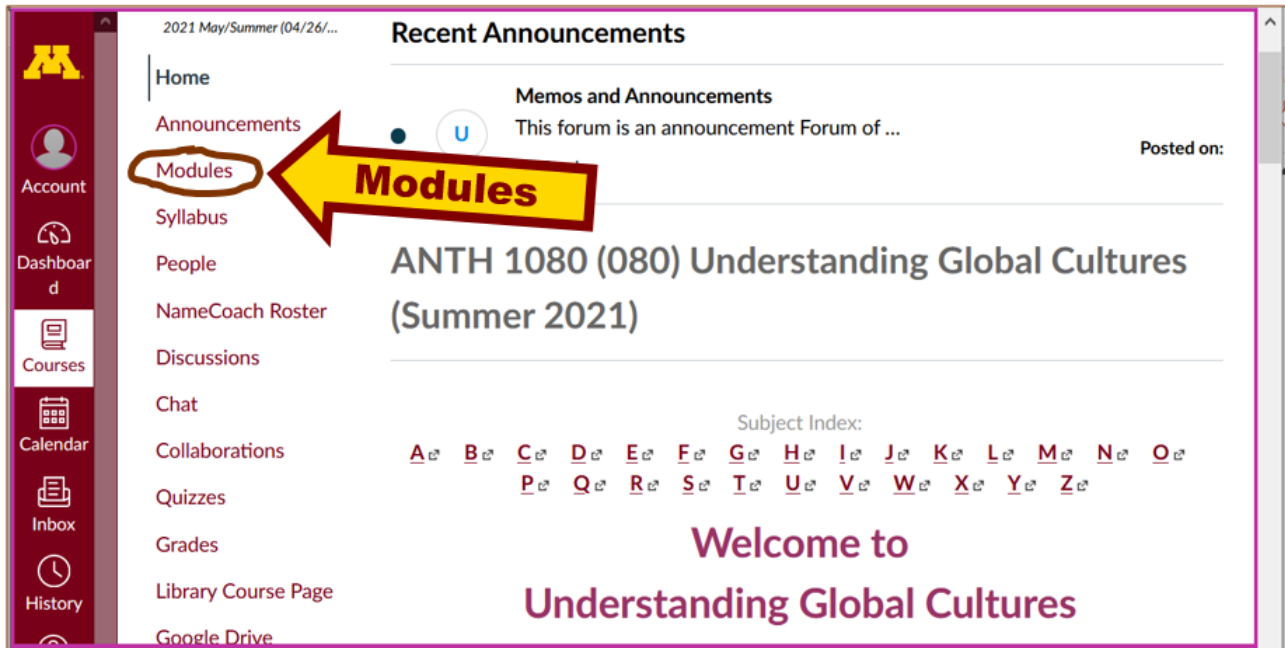 M
Account
Dashboar
d
Courses
Calendar
Inbox
History
2021 May/Summer (04/26/...
Home
Announcements
Modules
Syllabus
People
NameCoach Roster
Discussions
Chat
Collaborations
Quizzes
Grades
Library Course Page
Google Drive
Modules
Recent Announcements
U
Memos and Announcements
This forum is an announcement Forum of ...
Posted on:
ANTH 1080 (080) Understanding Global Cultures
(Summer 2021)
Subject Index:
A B C D E F G H I J K L M N O
P Q R S T U V W X Y Z
Welcome to
Understanding Global Cultures